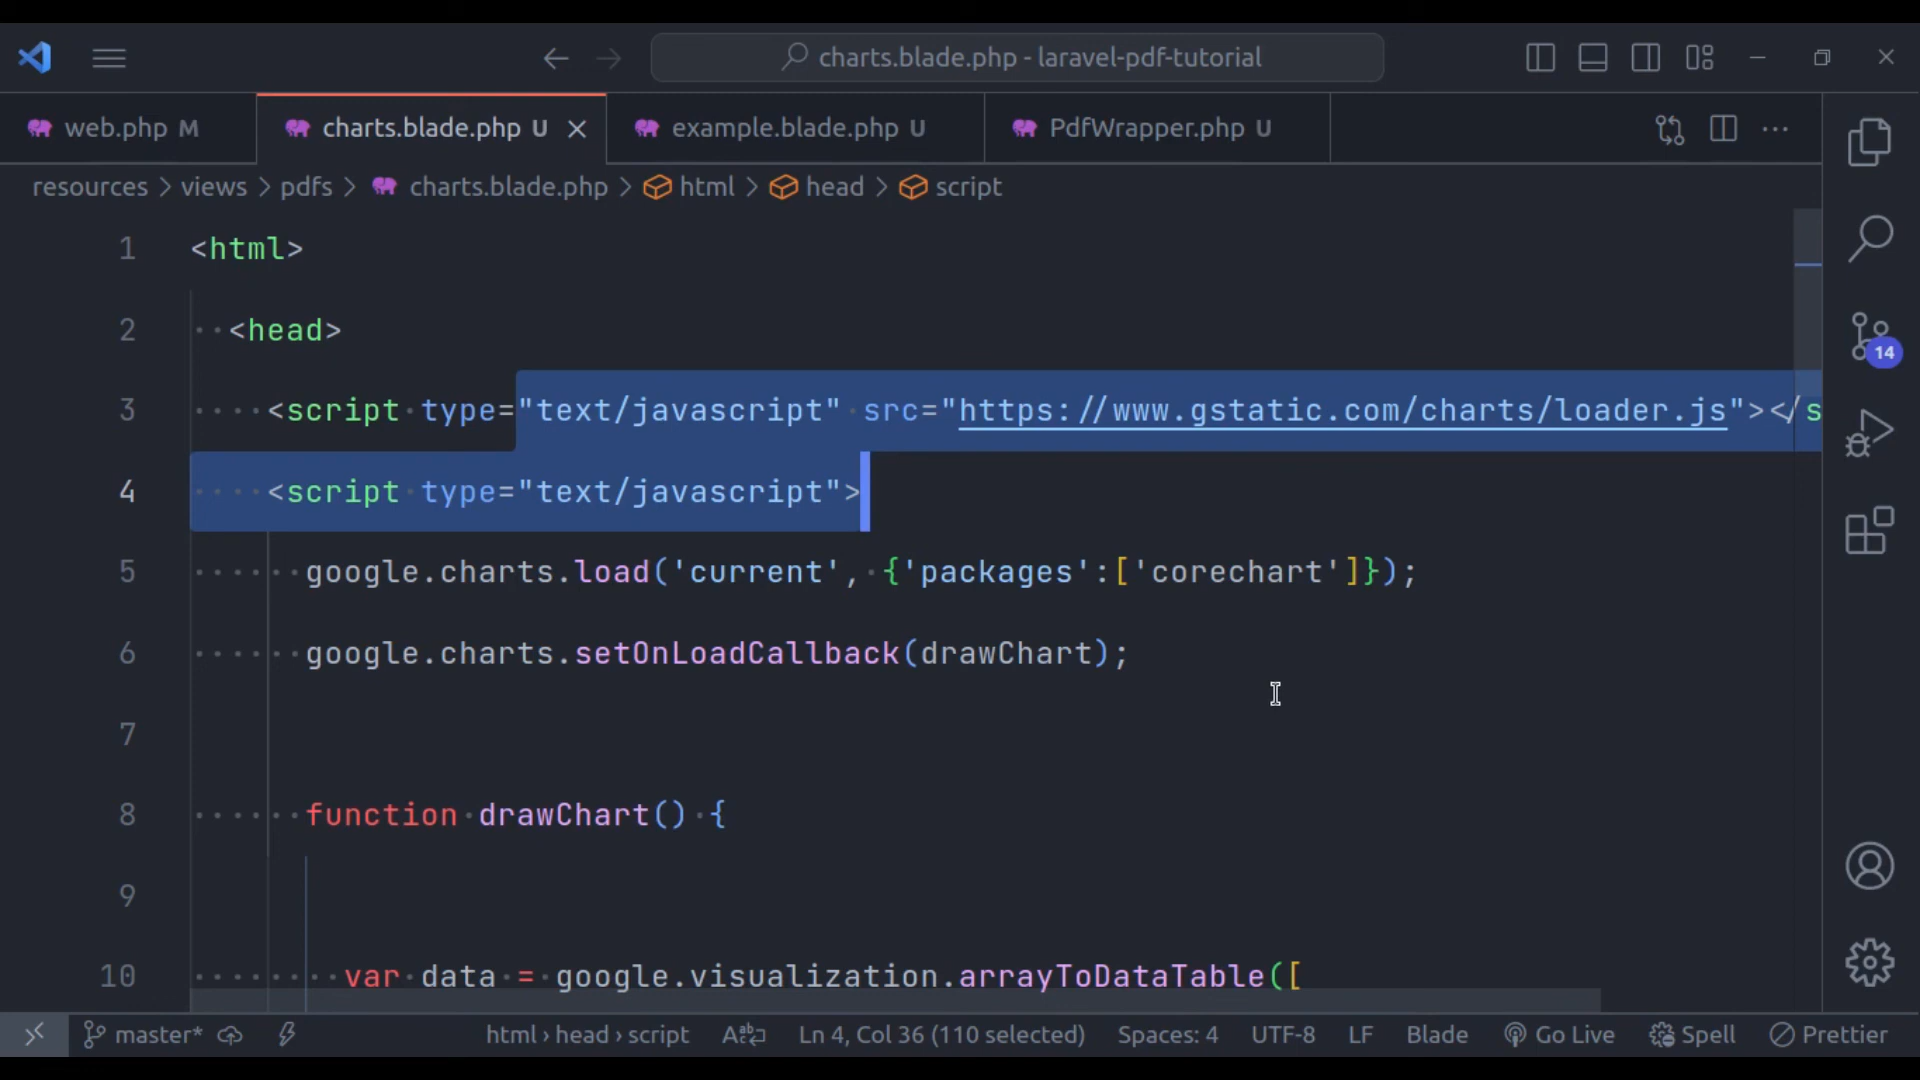 charts.blade.php - laravel-pdf-tutorial
web.php M
charts.blade.php U
example.blade.php U
PdfWrapper.php U
resources > views > pdfs > charts.blade.php > html > head > script
1 <html>
2 <head>
3 <script type="text/javascript" src="https://www.gstatic.com/charts/loader.js"></s
4 <script type="text/javascript">
5 google.charts.load('current', {'packages':['corechart']});
6 google.charts.setOnLoadCallback(drawChart);
7
8 function drawChart() {
9
10 var data = google.visualization.arrayToDataTable([
14
master* html › head › script Ln 4, Col 36 (110 selected) Spaces: 4 UTF-8 LF Blade Go Live Spell Prettier